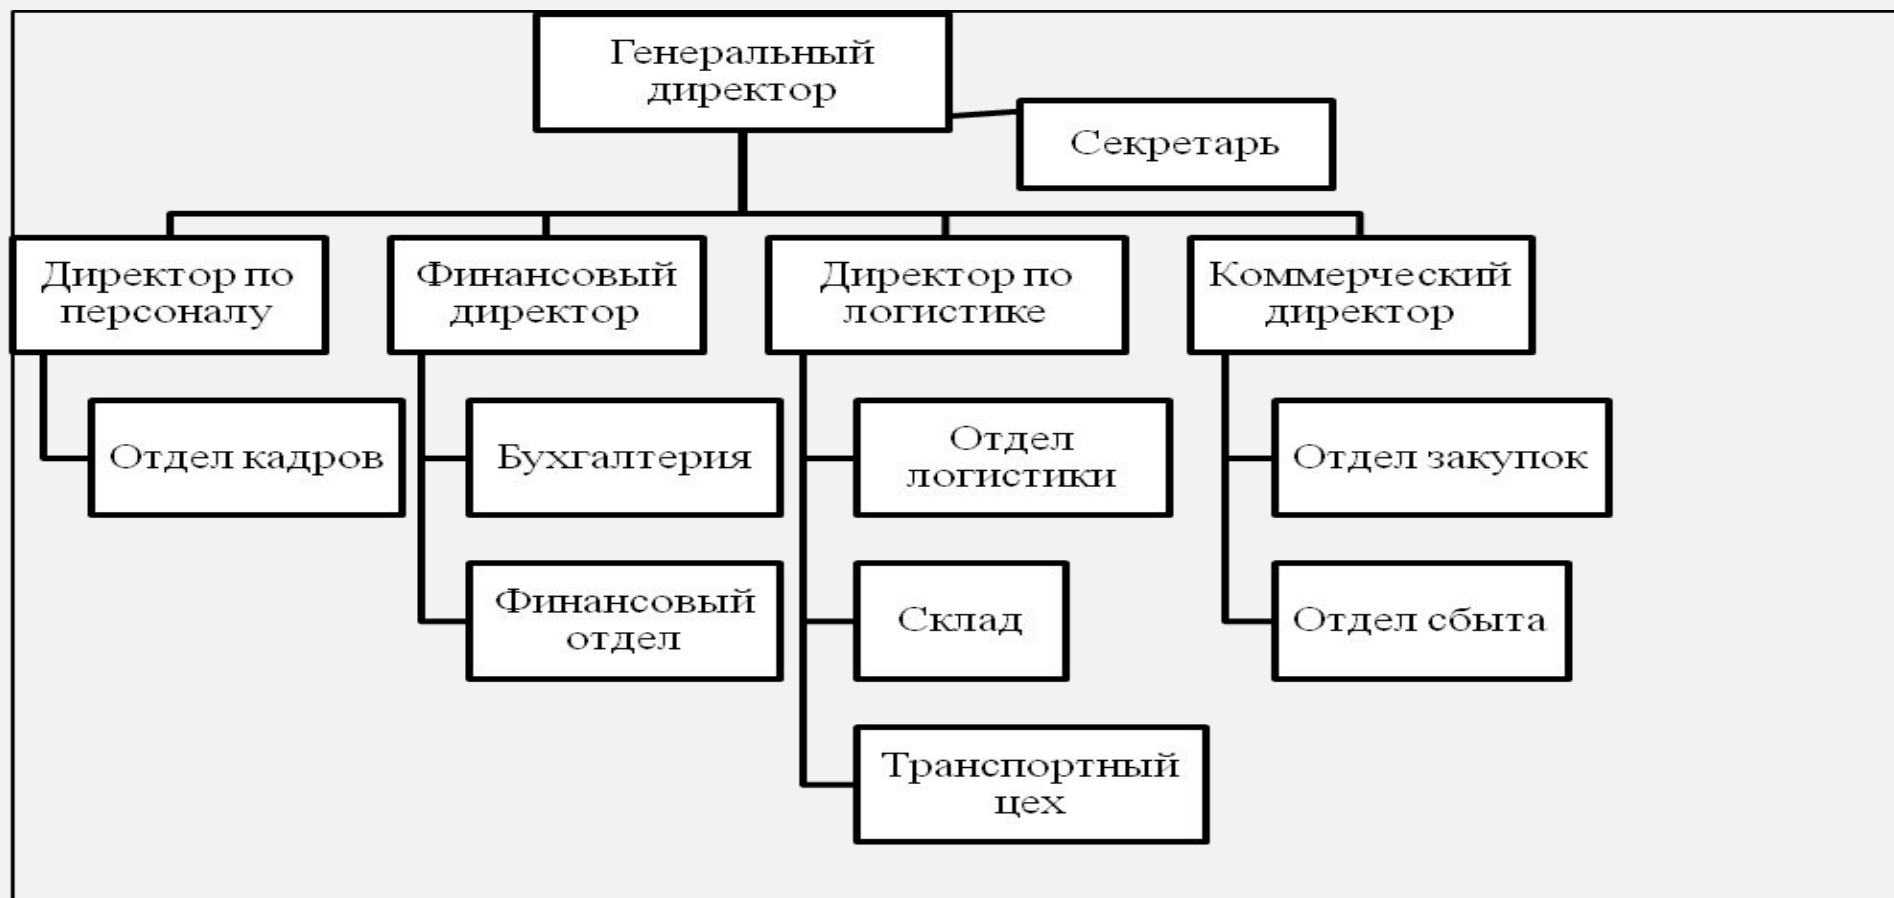 Генеральный
директор
Секретарь
Директор по
персоналу
Финансовый
директор
Директор по
логистике
Коммерческий
директор
Отдел кадров
Бухгалтерия
Отдел
логистики
Отдел закупок
Финансовый
отдел
Склад
Отдел сбыта
Транспортный
цех